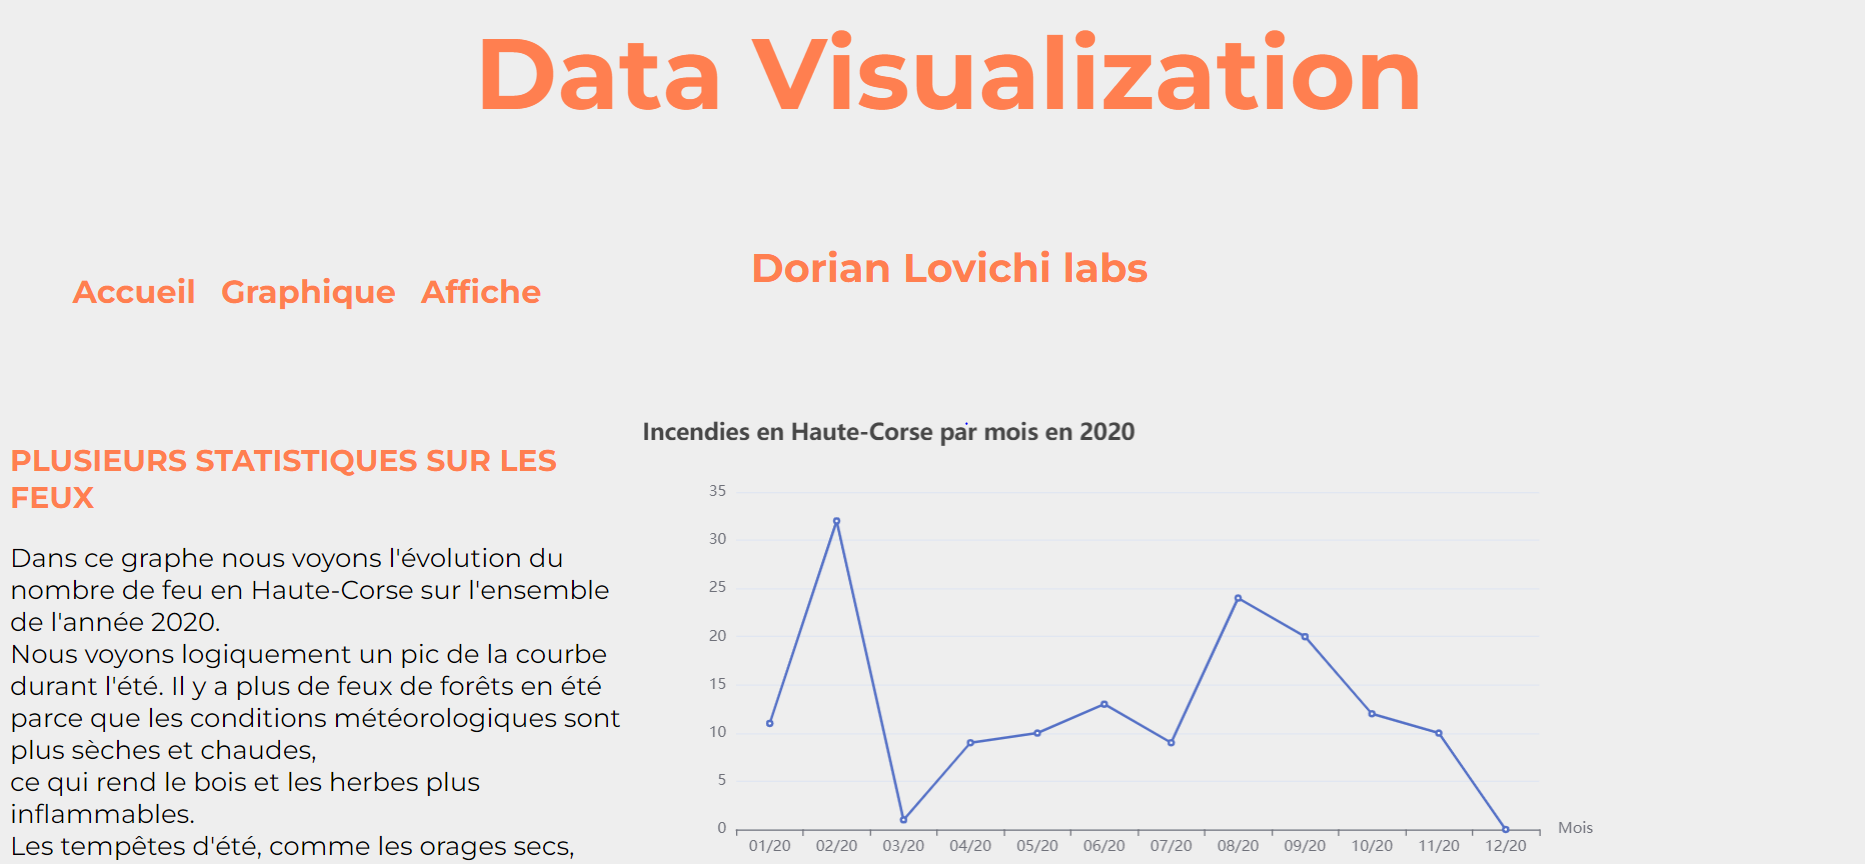 Data Visualization
Dorian Lovichi labs
Accueil Graphique Affiche
PLUSIEURS STATISTIQUES SUR LES
FEUX
Dans ce graphe nous voyons l'évolution du
nombre de feu en Haute-Corse sur l'ensemble
de l'année 2020.
Nous voyons logiquement un pic de la courbe
durant l'été. Il y a plus de feux de forêts en été
parce que les conditions météorologiques sont
plus sèches et chaudes,
ce qui rend le bois et les herbes plus
inflammables.
Les tempêtes d'été, comme les orages secs,
Incendies en Haute-Corse par mois en 2020
35
30
25
20
15
10
5
0
01/20 02/20 03/20 04/20 05/20 06/20 07/20 08/20 09/20 10/20 11/20 12/20
Mois